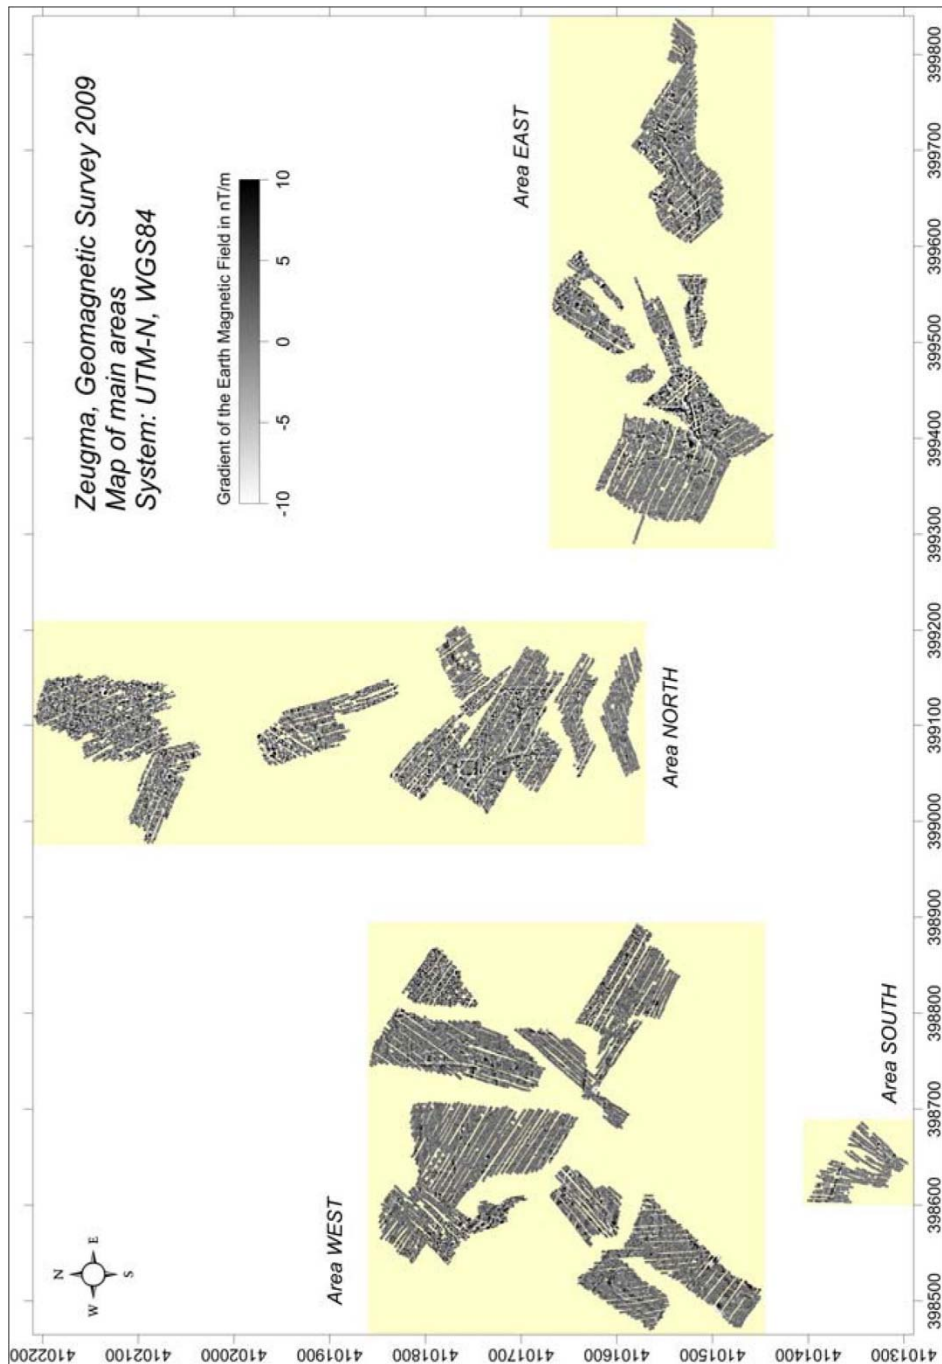 Zeugma, Geomagnetic Survey 2009
Map of main areas
System: UTM-N, WGS84
Gradient of the Earth Magnetic Field in nT/m
-10 -5 0 5 10
Area EAST
Area NORTH
Area WEST
Area SOUTH
N
W E
S
4102200
4102100
4102000
4101900
4101800
4101700
4101600
4101500
4101400
4101300
398500 398600 398700 398800 398900 399000 399100 399200 399300 399400 399500 399600 399700 399800